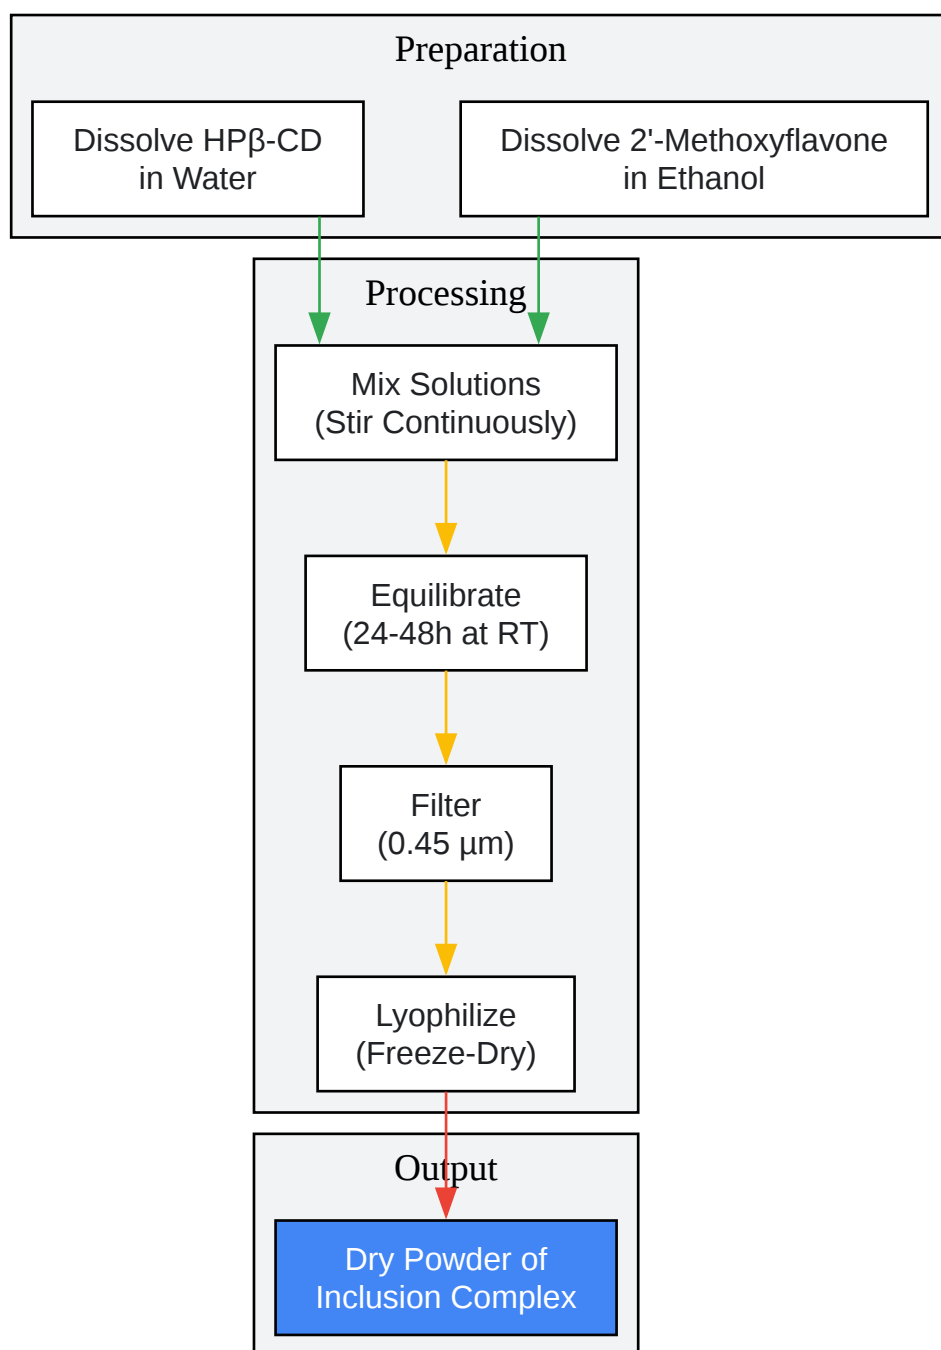 Preparation
Dissolve HPβ-CD
in Water
Dissolve 2'-Methoxyflavone
in Ethanol
Processing
Mix Solutions
(Stir Continuously)
Equilibrate
(24-48h at RT)
Filter
(0.45 µm)
Lyophilize
(Freeze-Dry)
Output
Dry Powder of
Inclusion Complex